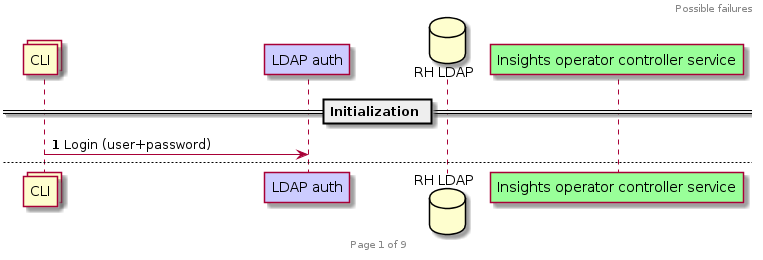 Possible failures
CLI
LDAP auth
RH LDAP
Insights operator controller service
Initialization
1 Login (user+password)
CLI
LDAP auth
RH LDAP
Insights operator controller service
Page 1 of 9